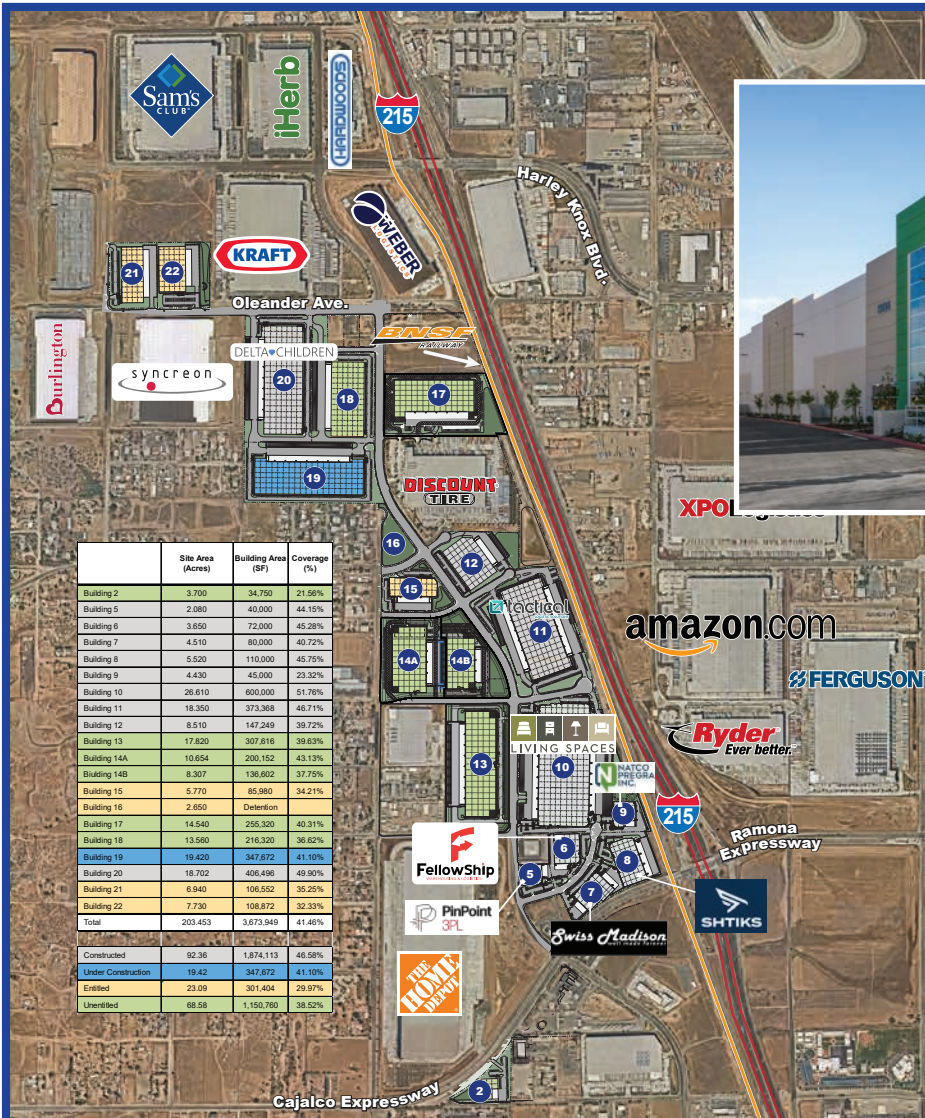 Sam's
CLUB
iHerb
HARDWOODS
215
Harley Knox Blvd.
WEBER
LOGISTICS
KRAFT
21
22
Oleander Ave.
BNSF
RAILWAY
Burlington
syncreon
DELTA CHILDREN
20
18
17
19
DISCOUNT
TIRE
XPO
16
12
15
tactical
11
14A
14B
amazon.com
FERGUSON
Ryder
Ever better.
LIVING SPACES
13
10
NATCO
PREGRA
INC.
9
215
Ramona
Expressway
FellowShip
6
8
5
7
PinPoint
3PL
SHTIKS
Swiss Madison
well made forever
THE
HOME
DEPOT
2
Cajalco Expressway
Site Area (Acres) Building Area (SF) Coverage (%)
Building 2 3.700 34,750 21.56%
Building 5 2.080 40,000 44.15%
Building 6 3.650 72,000 45.28%
Building 7 4.510 80,000 40.72%
Building 8 5.520 110,000 45.75%
Building 9 4.430 45,000 23.32%
Building 10 26.610 600,000 51.76%
Building 11 18.350 373,368 46.71%
Building 12 8.510 147,249 39.72%
Building 13 17.820 307,616 39.63%
Building 14A 10.654 200,152 43.13%
Biulding 14B 8.307 136,602 37.75%
Building 15 5.770 85,980 34.21%
Building 16 2.650 Detention
Building 17 14.540 255,320 40.31%
Building 18 13.560 216,320 36.62%
Building 19 19.420 347,672 41.10%
Building 20 18.702 406,496 49.90%
Building 21 6.940 106,552 35.25%
Building 22 7.730 108,872 32.33%
Total 203.453 3,673,949 41.46%
Constructed 92.36 1,874,113 46.58%
Under Construction 19.42 347,672 41.10%
Entitled 23.09 301,404 29.97%
Unentitled 68.58 1,150,760 38.52%